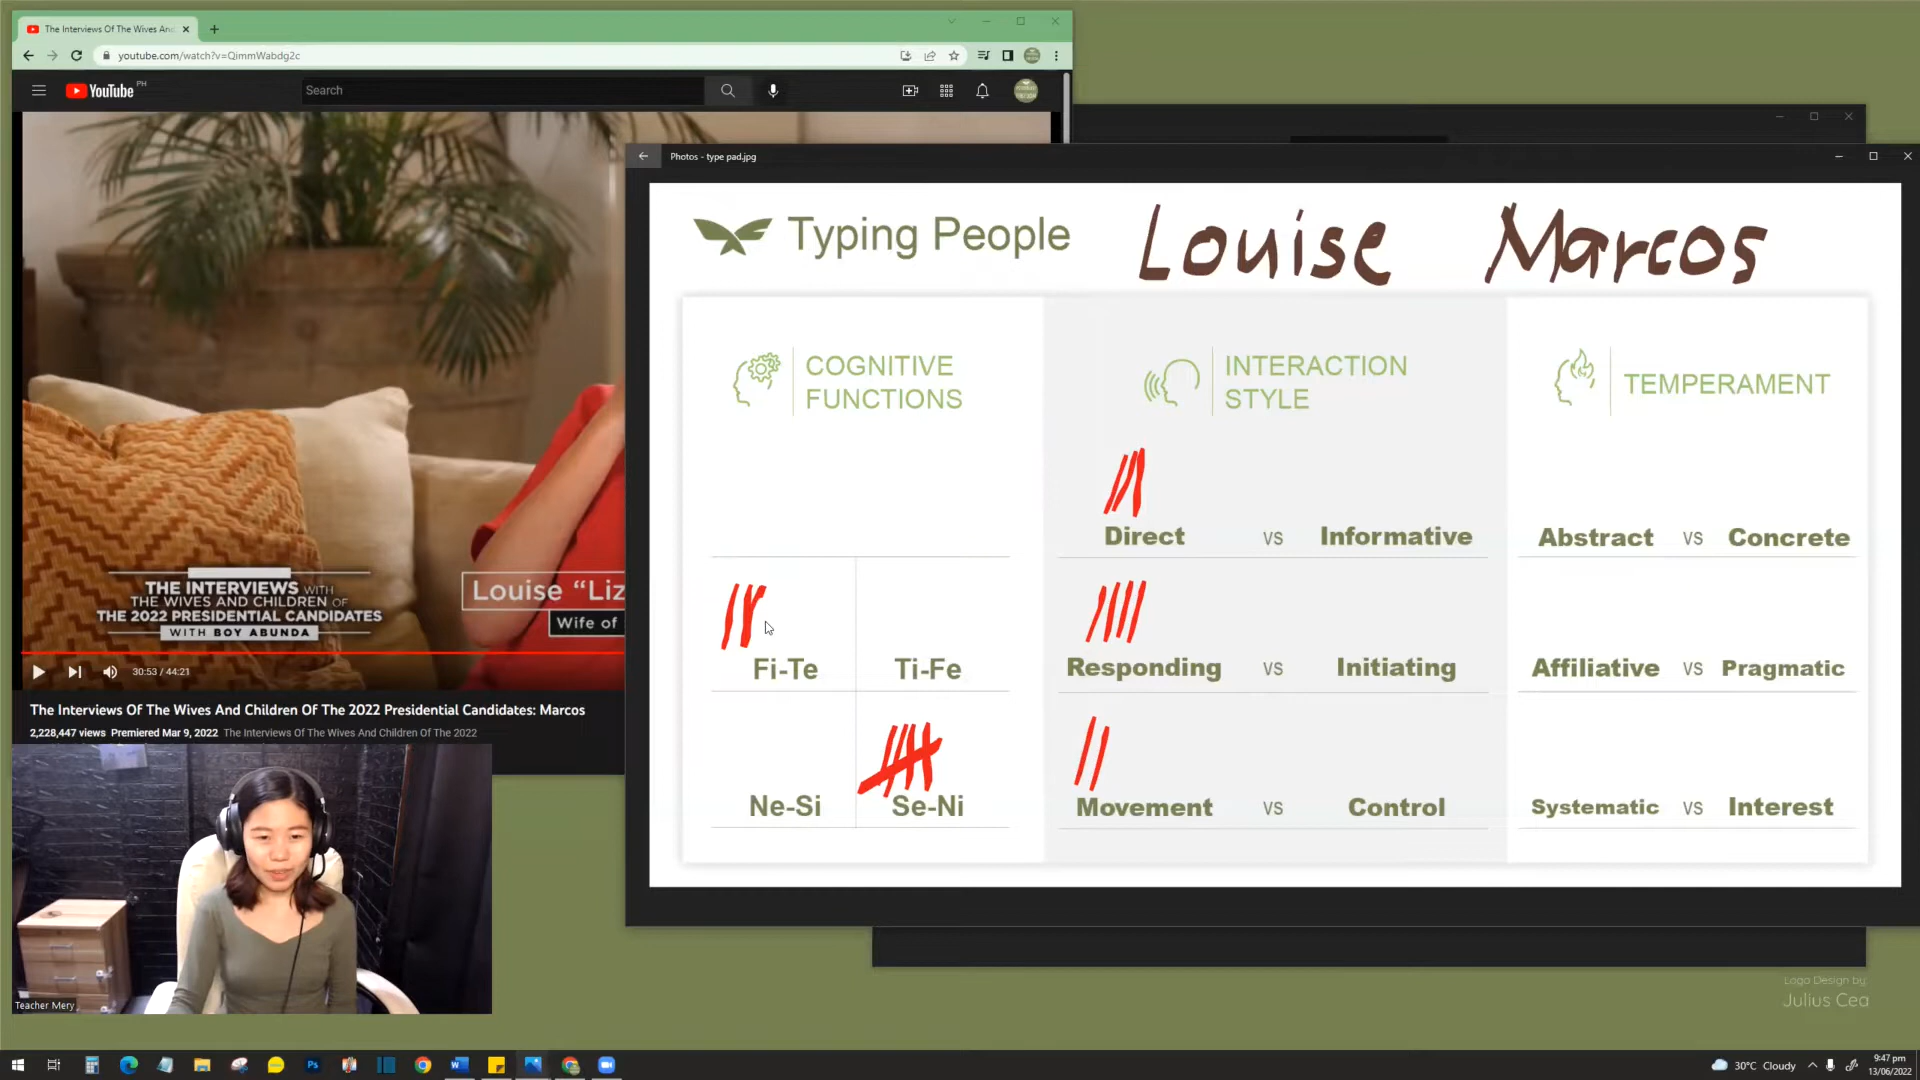 The Interviews Of The Wives And
youtube.com/watch?v=QimmWabdg2c
YouTube PH
Search
THE INTERVIEWS WITH
THE WIVES AND CHILDREN OF
THE 2022 PRESIDENTIAL CANDIDATES
WITH BOY ABUNDA
Louise "Liz
Wife of
30:53 / 44:21
The Interviews Of The Wives And Children Of The 2022 Presidential Candidates: Marcos
2,228,447 views Premiered Mar 9, 2022 The Interviews Of The Wives And Children Of The 2022
Teacher Mery
Photos - type pad.jpg
Typing People Louise Marcos
COGNITIVE
FUNCTIONS
Fi-Te Ti-Fe
Ne-Si Se-Ni
INTERACTION
STYLE
Direct VS Informative
Responding VS Initiating
Movement VS Control
TEMPERAMENT
Abstract VS Concrete
Affiliative VS Pragmatic
Systematic VS Interest
Logo Design by:
Julius Cea
30°C Cloudy
9:47 pm
13/06/2022